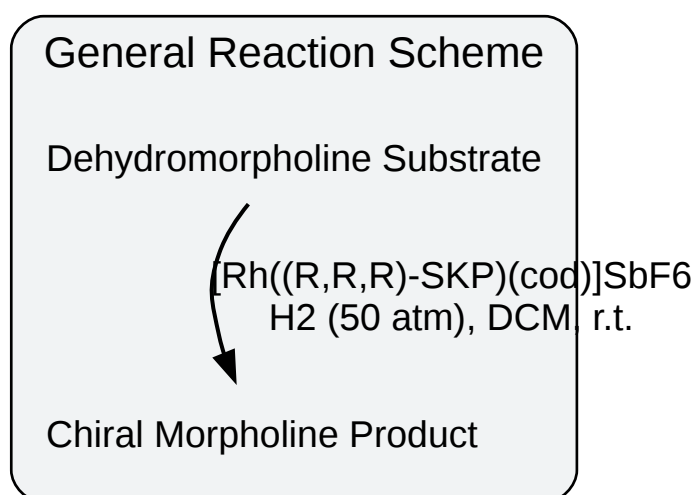 General Reaction Scheme
Dehydromorpholine Substrate
[Rh((R,R,R)-SKP)(cod)]SbF6
H2 (50 atm), DCM, r.t.
Chiral Morpholine Product